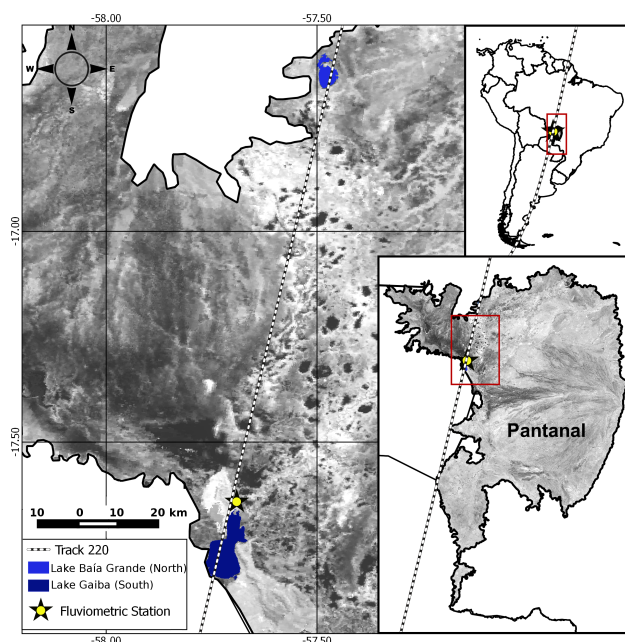 -58.00
-57.50
N
W
E
S
-17.00
-17.50
Pantanal
10 0 10 20 km
Track 220
Lake Baía Grande (North)
Lake Gaiba (South)
Fluviometric Station
-58.00
-57.50